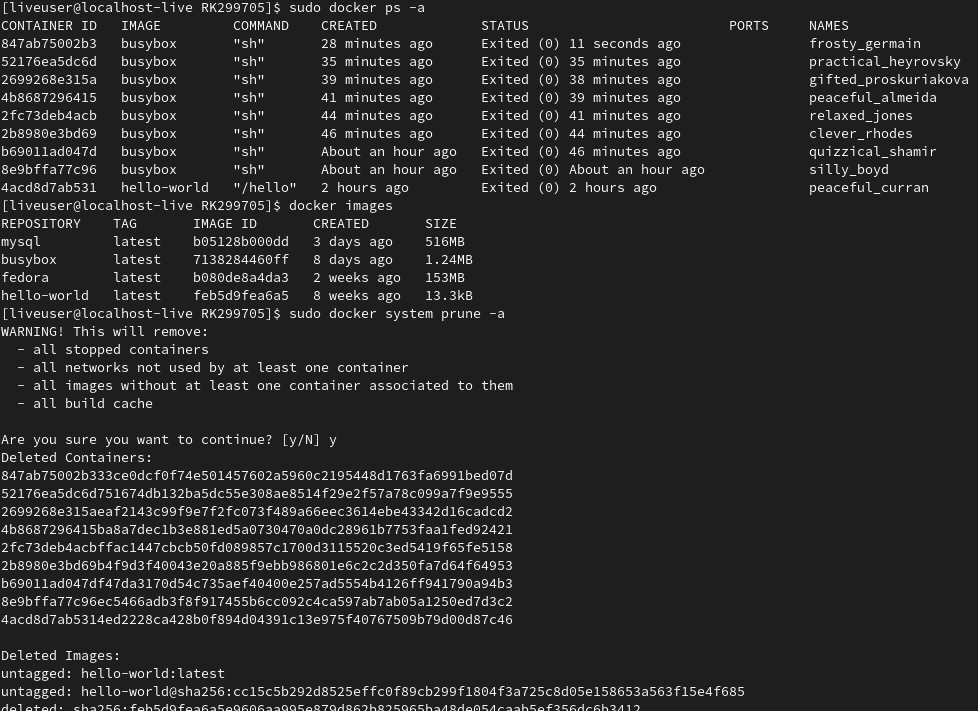 [liveuser@localhost-live RK299705]$ sudo docker ps -a
CONTAINER ID   IMAGE         COMMAND    CREATED             STATUS                         PORTS     NAMES
847ab75002b3   busybox       "sh"       28 minutes ago      Exited (0) 11 seconds ago                frosty_germain
52176ea5dc6d   busybox       "sh"       35 minutes ago      Exited (0) 35 minutes ago                practical_heyrovsky
2699268e315a   busybox       "sh"       39 minutes ago      Exited (0) 38 minutes ago                gifted_proskuriakova
4b8687296415   busybox       "sh"       41 minutes ago      Exited (0) 39 minutes ago                peaceful_almeida
2fc73deb4acb   busybox       "sh"       44 minutes ago      Exited (0) 41 minutes ago                relaxed_jones
2b8980e3bd69   busybox       "sh"       46 minutes ago      Exited (0) 44 minutes ago                clever_rhodes
b69011ad047d   busybox       "sh"       About an hour ago   Exited (0) 46 minutes ago                quizzical_shamir
8e9bffa77c96   busybox       "sh"       About an hour ago   Exited (0) About an hour ago             silly_boyd
4acd8d7ab531   hello-world   "/hello"   2 hours ago         Exited (0) 2 hours ago                   peaceful_curran
[liveuser@localhost-live RK299705]$ docker images
REPOSITORY    TAG       IMAGE ID       CREATED       SIZE
mysql         latest    b05128b000dd   3 days ago    516MB
busybox       latest    7138284460ff   8 days ago    1.24MB
fedora        latest    b080de8a4da3   2 weeks ago   153MB
hello-world   latest    feb5d9fea6a5   8 weeks ago   13.3kB
[liveuser@localhost-live RK299705]$ sudo docker system prune -a
WARNING! This will remove:
  - all stopped containers
  - all networks not used by at least one container
  - all images without at least one container associated to them
  - all build cache

Are you sure you want to continue? [y/N] y
Deleted Containers:
847ab75002b333ce0dcf0f74e501457602a5960c2195448d1763fa6991bed07d
52176ea5dc6d751674db132ba5dc55e308ae8514f29e2f57a78c099a7f9e9555
2699268e315aeaf2143c99f9e7f2fc073f489a66eec3614ebe43342d16cadcd2
4b8687296415ba8a7dec1b3e881ed5a0730470a0dc28961b7753faa1fed92421
2fc73deb4acbffac1447cbcb50fd089857c1700d3115520c3ed5419f65fe5158
2b8980e3bd69b4f9d3f40043e20a885f9ebb986801e6c2c2d350fa7d64f64953
b69011ad047df47da3170d54c735aef40400e257ad5554b4126ff941790a94b3
8e9bffa77c96ec5466adb3f8f917455b6cc092c4ca597ab7ab05a1250ed7d3c2
4acd8d7ab5314ed2228ca428b0f894d04391c13e975f40767509b79d00d87c46

Deleted Images:
untagged: hello-world:latest
untagged: hello-world@sha256:cc15c5b292d8525effc0f89cb299f1804f3a725c8d05e158653a563f15e4f685
deleted: sha256:feb5d9fea6a5e9606aa995e879d862b825965ba48de054caab5ef356dc6b3412